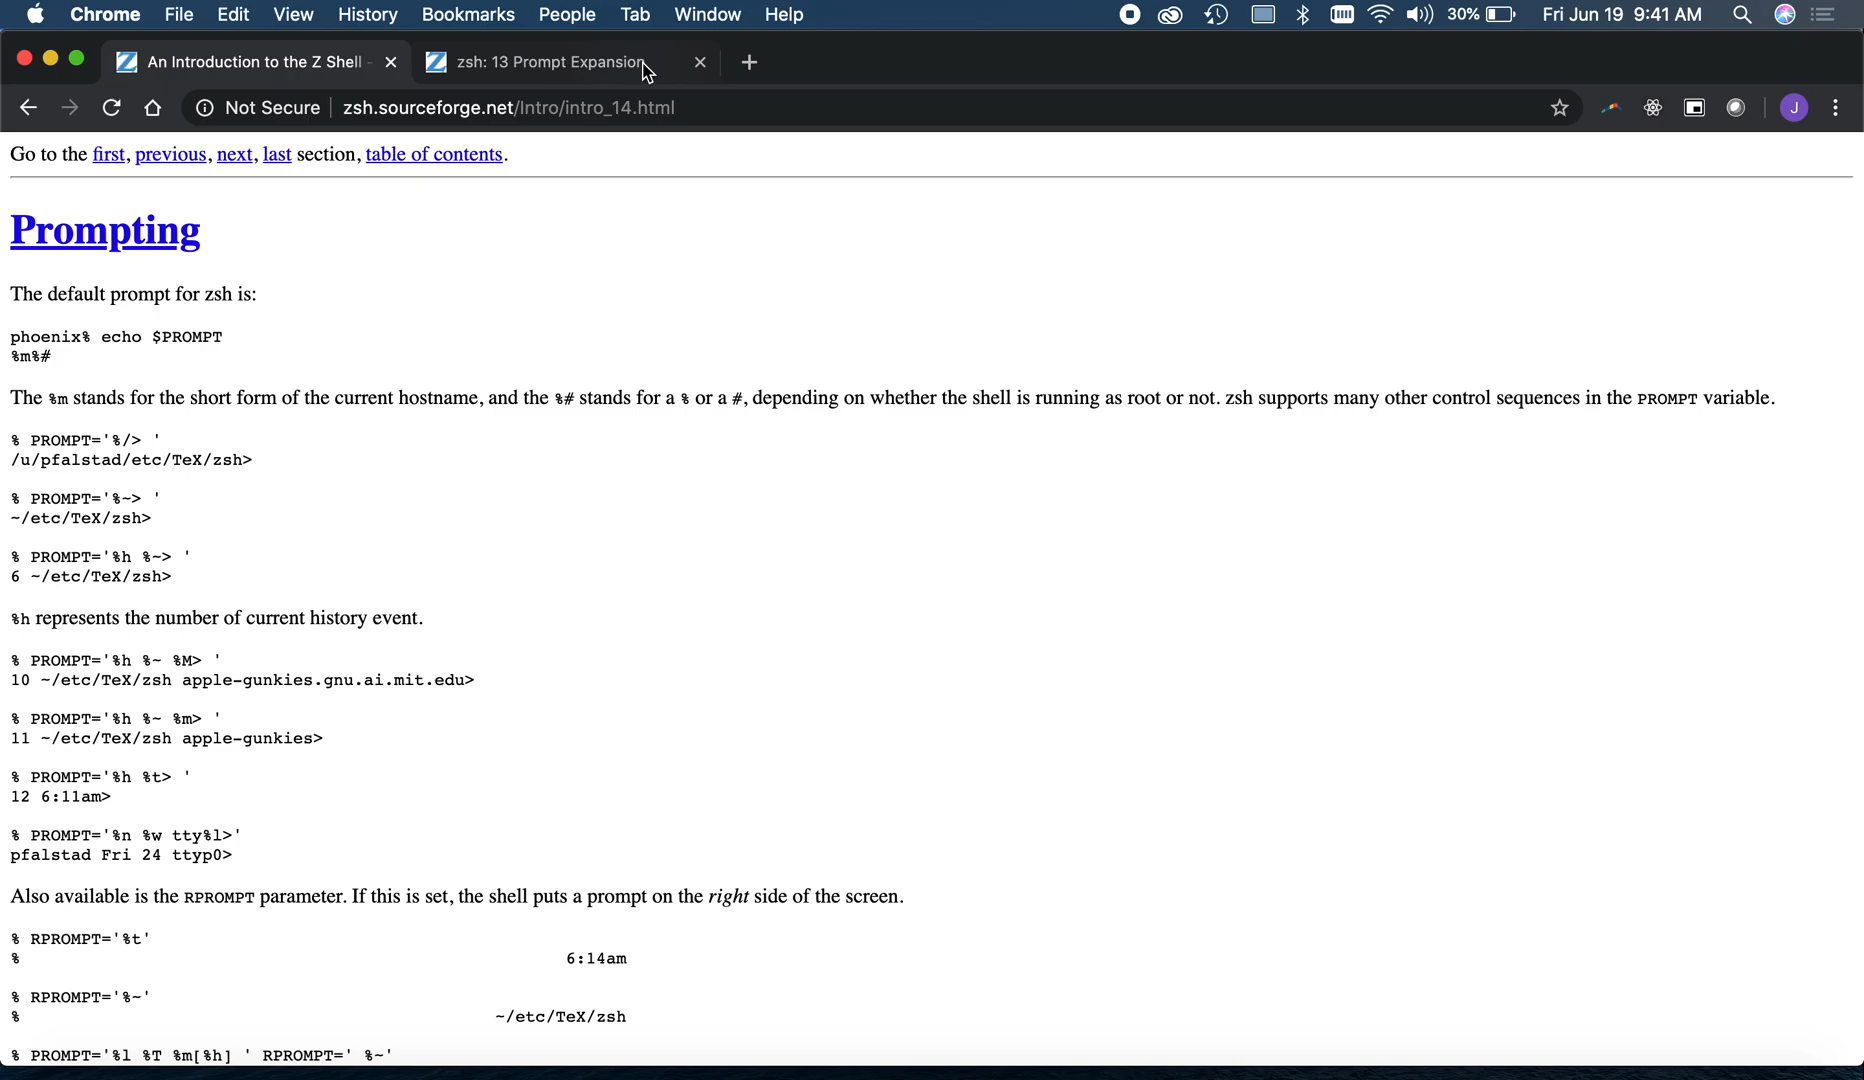 Chrome File Edit View History Bookmarks People Tab Window Help 30% Fri Jun 19 9:41 AM
An Introduction to the Z Shell - zsh: 13 Prompt Expansion
Not Secure zsh.sourceforge.net/Intro/intro_14.html J
Go to the first, previous, next, last section, table of contents.
Prompting
The default prompt for zsh is:
phoenix% echo $PROMPT
%m%#
The %m stands for the short form of the current hostname, and the %# stands for a % or a #, depending on whether the shell is running as root or not. zsh supports many other control sequences in the PROMPT variable.
% PROMPT='%/> '
/u/pfalstad/etc/TeX/zsh>
% PROMPT='%~> '
~/etc/TeX/zsh>
% PROMPT='%h %~> '
6 ~/etc/TeX/zsh>
%h represents the number of current history event.
% PROMPT='%h %~ %M> '
10 ~/etc/TeX/zsh apple-gunkies.gnu.ai.mit.edu>
% PROMPT='%h %~ %m> '
11 ~/etc/TeX/zsh apple-gunkies>
% PROMPT='%h %t> '
12 6:11am>
% PROMPT='%n %w tty%l>'
pfalstad Fri 24 ttyp0>
Also available is the RPROMPT parameter. If this is set, the shell puts a prompt on the right side of the screen.
% RPROMPT='%t'
% 6:14am
% RPROMPT='%~'
% ~/etc/TeX/zsh
% PROMPT='%l %T %m[%h] ' RPROMPT=' %~'